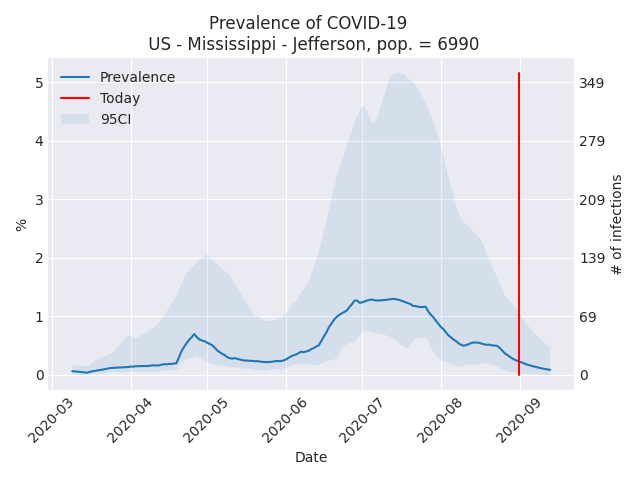 Prevalence of COVID-19
US - Mississippi - Jefferson, pop. = 6990
Prevalence
Today
95CI
5
4
3
2
1
0
%
349
279
209
139
69
0
# of infections
2020-03
2020-04
2020-05
2020-06
2020-07
2020-08
2020-09
Date